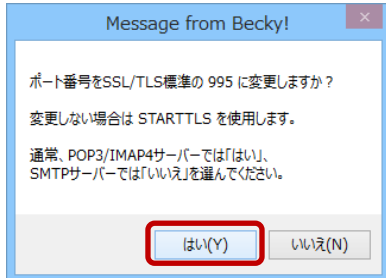 Message from Becky!
ポート番号をSSL/TLS標準の 995 に変更しますか？
変更しない場合は STARTTLS を使用します。
通常、POP3/IMAP4サーバーでは「はい」、
SMTPサーバーでは「いいえ」を選んでください。
はい(Y)
いいえ(N)